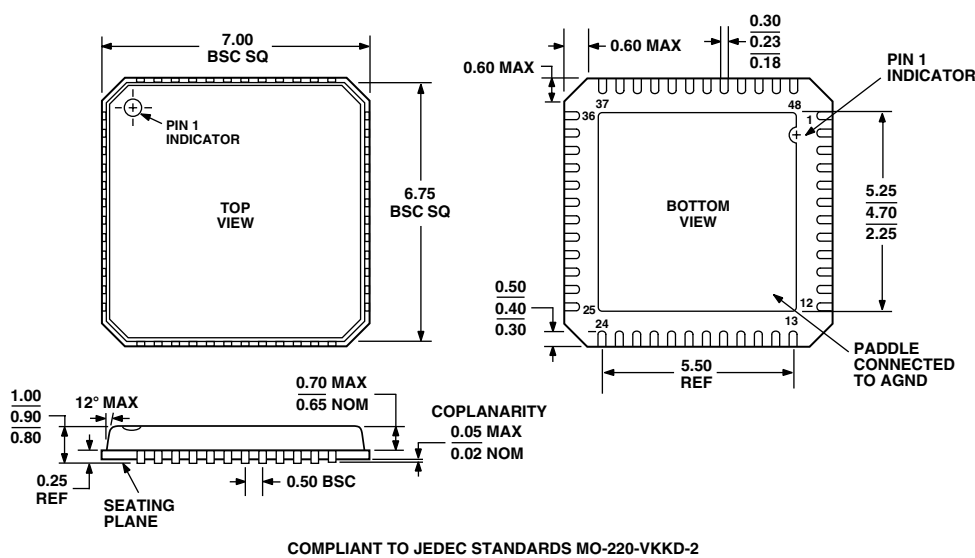 7.00
BSC SQ
PIN 1
INDICATOR
TOP
VIEW
6.75
BSC SQ
0.60 MAX
0.60 MAX
0.30
0.23
0.18
PIN 1
INDICATOR
37
48
36
1
BOTTOM
VIEW
5.25
4.70
2.25
25
12
24
13
0.50
0.40
0.30
5.50
REF
PADDLE
CONNECTED
TO AGND
1.00
0.90
0.80
12° MAX
0.70 MAX
0.65 NOM
COPLANARITY
0.05 MAX
0.02 NOM
0.25
REF
SEATING
PLANE
0.50 BSC
COMPLIANT TO JEDEC STANDARDS MO-220-VKKD-2